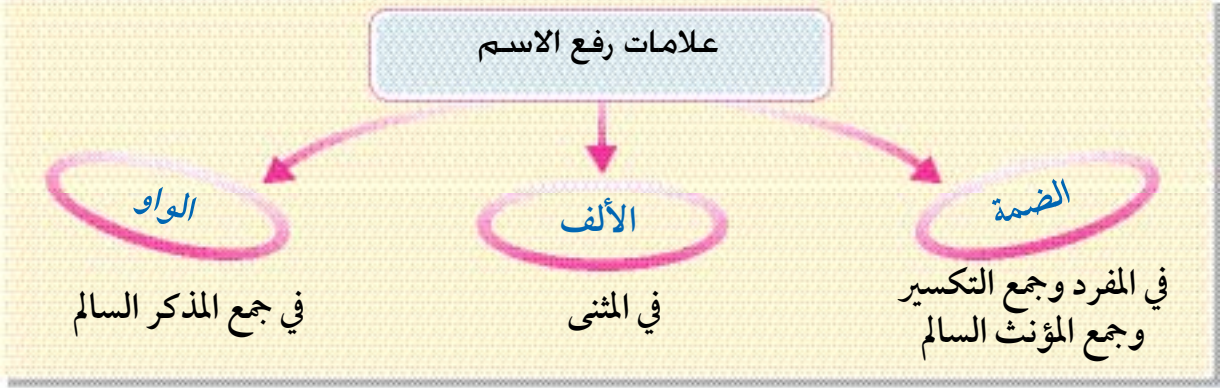 علامات رفع الاسم
الضمة
في المفرد وجمع التكسير
وجمع المؤنث السالم
الألف
في المثنى
الواو
في جمع المذكر السالم